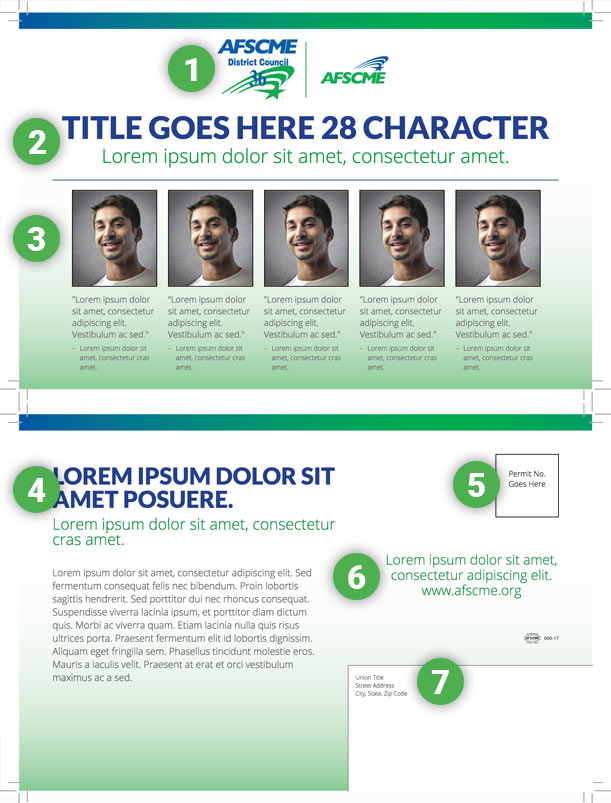 1
AFSCME
District Council
36
AFSCME
2
TITLE GOES HERE 28 CHARACTER
Lorem ipsum dolor sit amet, consectetur amet.
3
"Lorem ipsum dolor
sit amet, consectetur
adipiscing elit.
Vestibulum ac sed."
– Lorem ipsum dolor sit
amet, consectetur cras
amet.
"Lorem ipsum dolor
sit amet, consectetur
adipiscing elit.
Vestibulum ac sed."
– Lorem ipsum dolor sit
amet, consectetur cras
amet.
"Lorem ipsum dolor
sit amet, consectetur
adipiscing elit.
Vestibulum ac sed."
– Lorem ipsum dolor sit
amet, consectetur cras
amet.
"Lorem ipsum dolor
sit amet, consectetur
adipiscing elit.
Vestibulum ac sed."
– Lorem ipsum dolor sit
amet, consectetur cras
amet.
"Lorem ipsum dolor
sit amet, consectetur
adipiscing elit.
Vestibulum ac sed."
– Lorem ipsum dolor sit
amet, consectetur cras
amet.
4
LOREM IPSUM DOLOR SIT
AMET POSUERE.
Lorem ipsum dolor sit amet, consectetur
cras amet.
Lorem ipsum dolor sit amet, consectetur adipiscing elit. Sed
fermentum consequat felis nec bibendum. Proin lobortis
sagittis hendrerit. Sed porttitor dui nec rhoncus consequat.
Suspendisse viverra lacinia ipsum, et porttitor diam dictum
quis. Morbi ac viverra quam. Etiam lacinia nulla quis risus
ultrices porta. Praesent fermentum elit id lobortis dignissim.
Aliquam eget fringilla sem. Phasellus tincidunt molestie eros.
Mauris a iaculis velit. Praesent at erat et orci vestibulum
maximus ac a sed.
5
Permit No.
Goes Here
6
Lorem ipsum dolor sit amet,
consectetur adipiscing elit.
www.afscme.org
AFSCME 009-17
7
Union Title
Street Address
City, State, Zip Code